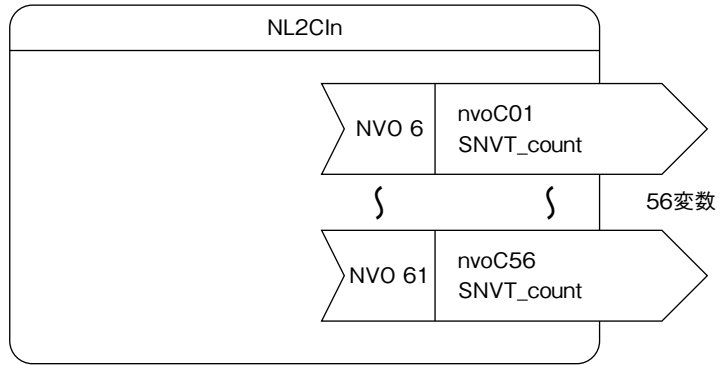 NL2CIn
NVO 6
nvoC01
SNVT_count
56変数
NVO 61
nvoC56
SNVT_count